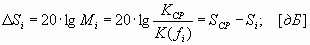 ΔS_i = 20·lg M_i = 20·lg K_CP / K(f_i) = S_CP − S_i; [дБ]